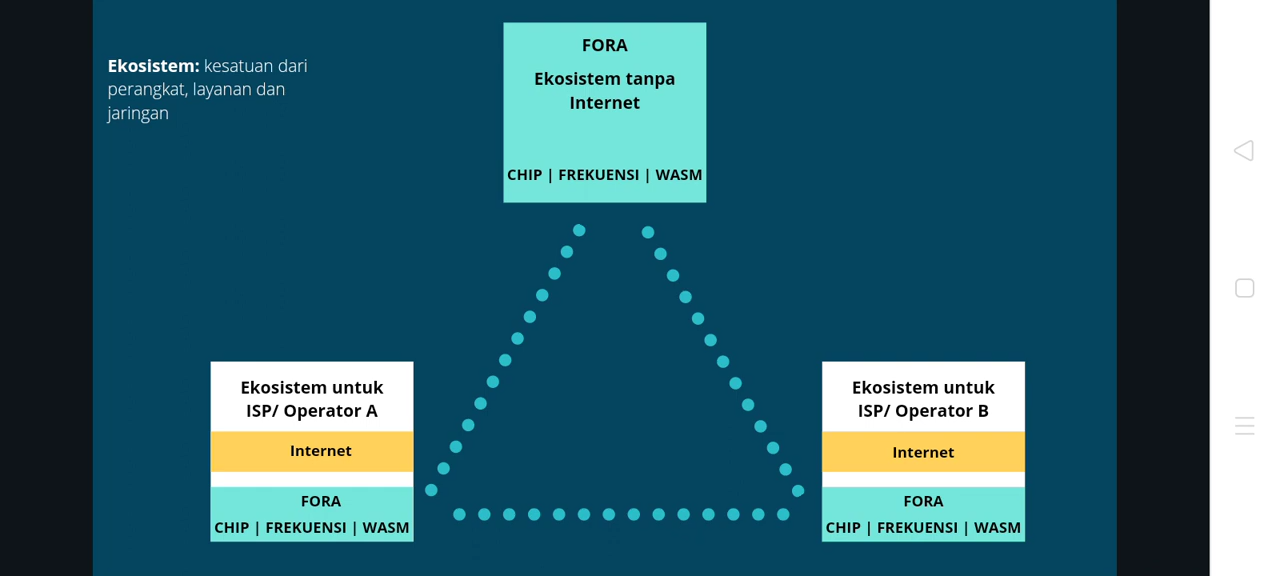 Ekosistem: kesatuan dari
perangkat, layanan dan
jaringan
FORA
Ekosistem tanpa
Internet
CHIP | FREKUENSI | WASM
Ekosistem untuk
ISP/ Operator A
Internet
FORA
CHIP | FREKUENSI | WASM
Ekosistem untuk
ISP/ Operator B
Internet
FORA
CHIP | FREKUENSI | WASM